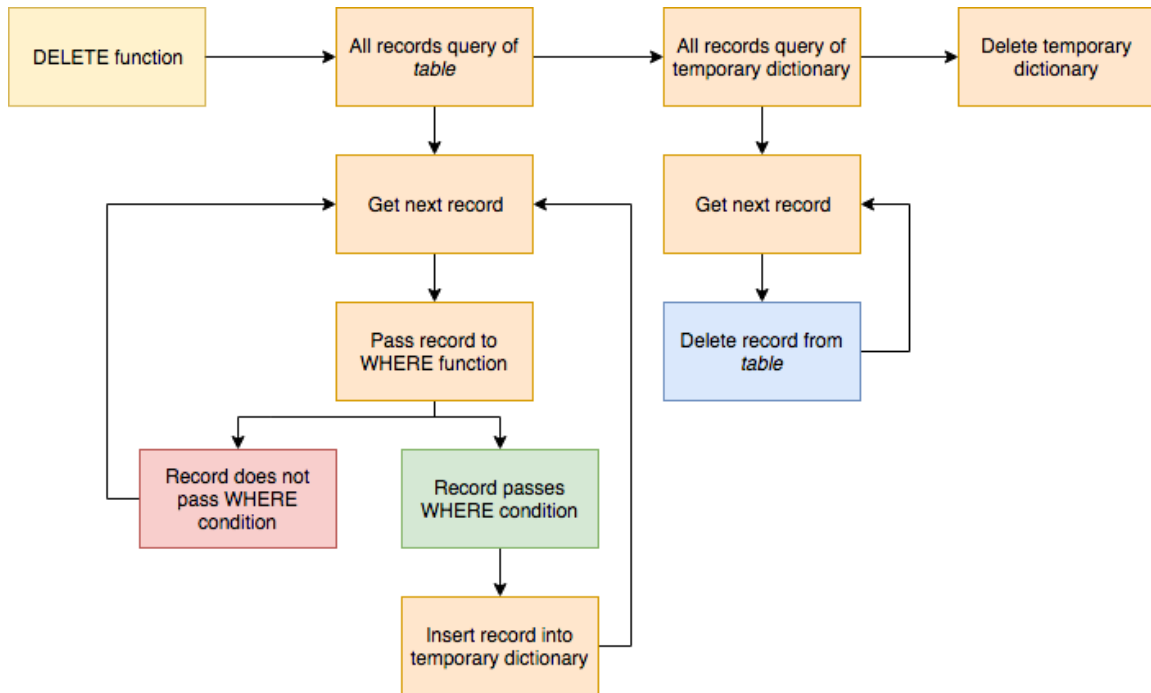 DELETE function
All records query of
table
All records query of
temporary dictionary
Delete temporary
dictionary
Get next record
Get next record
Pass record to
WHERE function
Delete record from
table
Record does not
pass WHERE
condition
Record passes
WHERE condition
Insert record into
temporary dictionary